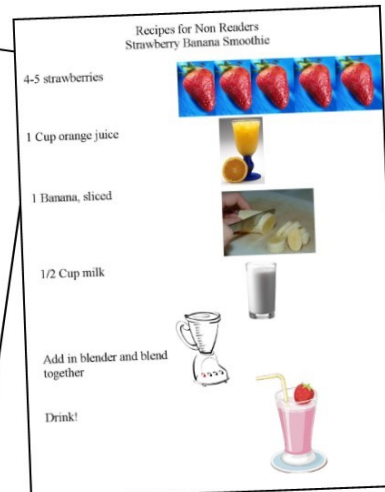 Recipes for Non Readers
Strawberry Banana Smoothie
4-5 strawberries
1 Cup orange juice
1 Banana, sliced
1/2 Cup milk
Add in blender and blend
together
Drink!